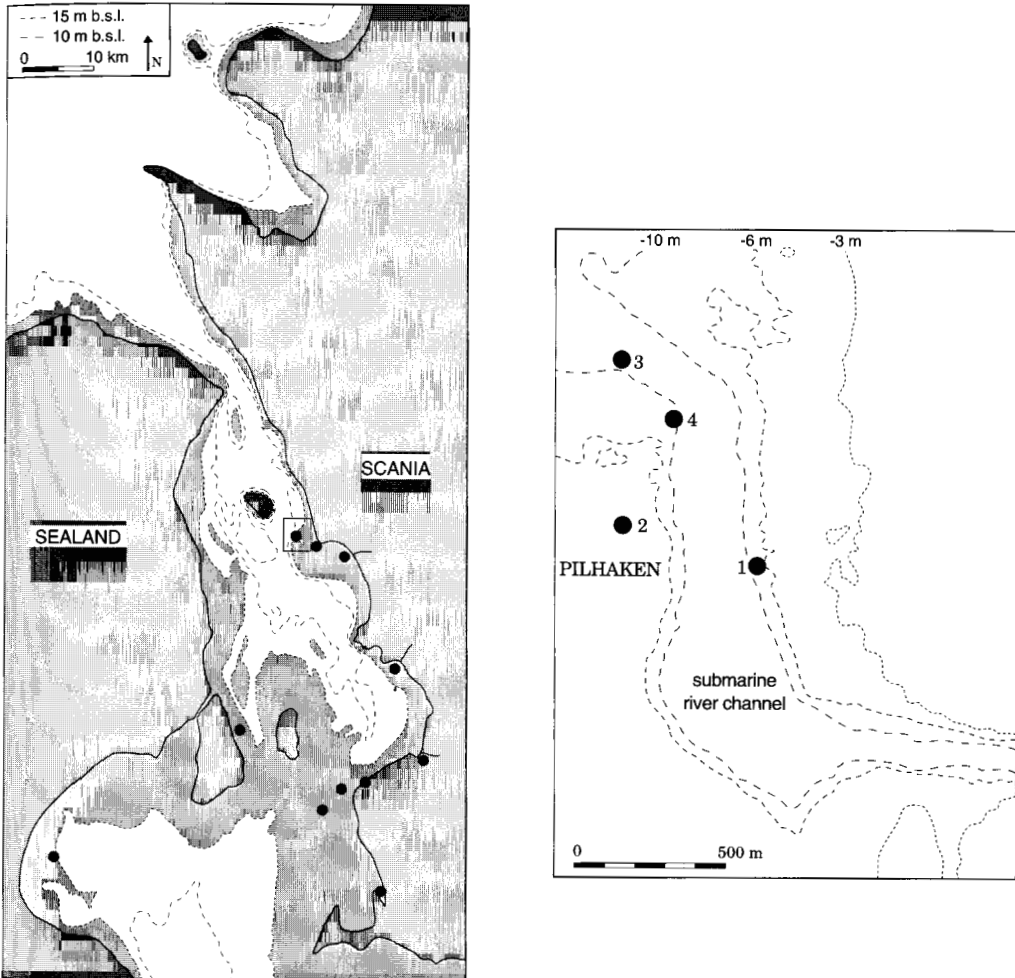 15 m b.s.l.
10 m b.s.l.
0 10 km
N
SCANIA
SEALAND
-10 m -6 m -3 m
3
4
2
PILHAKEN 1
submarine
river channel
0 500 m